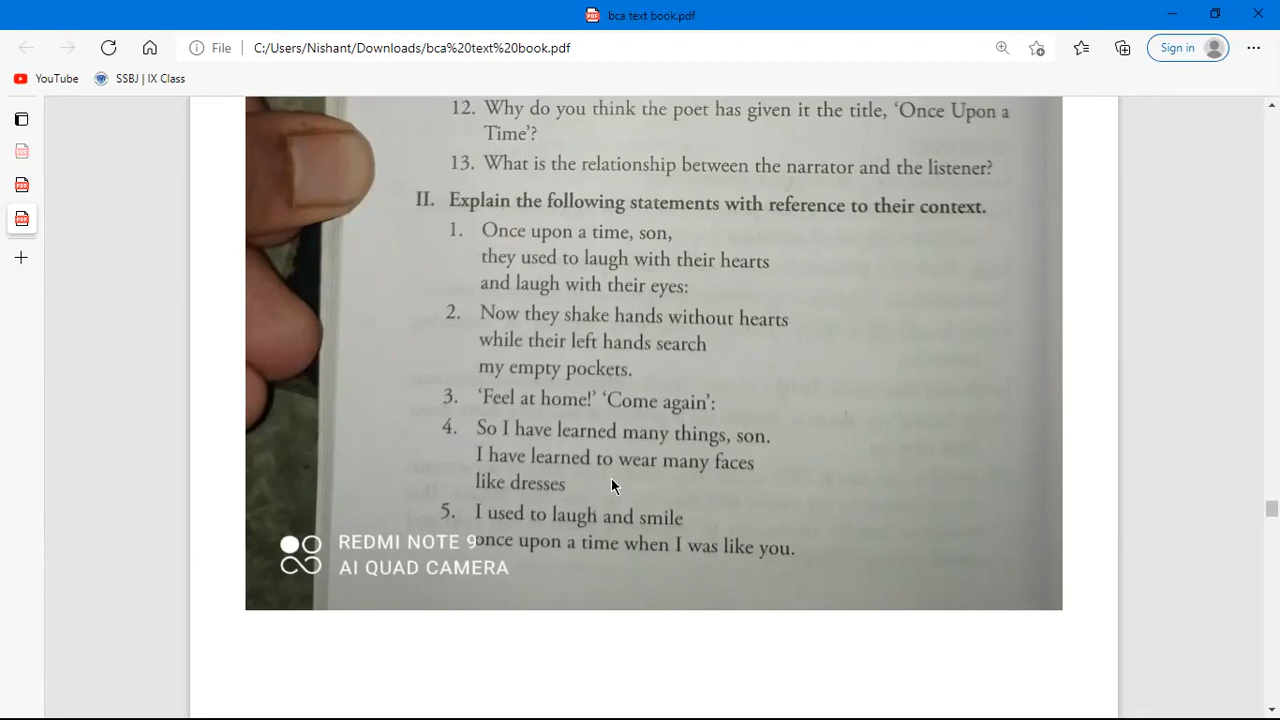 bca text book.pdf
File
C:/Users/Nishant/Downloads/bca%20text%20book.pdf
Sign in
YouTube
SSBJ | IX Class
12. Why do you think the poet has given it the title, ‘Once Upon a
Time’?
13. What is the relationship between the narrator and the listener?
II. Explain the following statements with reference to their context.
1. Once upon a time, son,
they used to laugh with their hearts
and laugh with their eyes:
2. Now they shake hands without hearts
while their left hands search
my empty pockets.
3. ‘Feel at home!’ ‘Come again’:
4. So I have learned many things, son.
I have learned to wear many faces
like dresses
5. I used to laugh and smile
once upon a time when I was like you.
REDMI NOTE 9
AI QUAD CAMERA